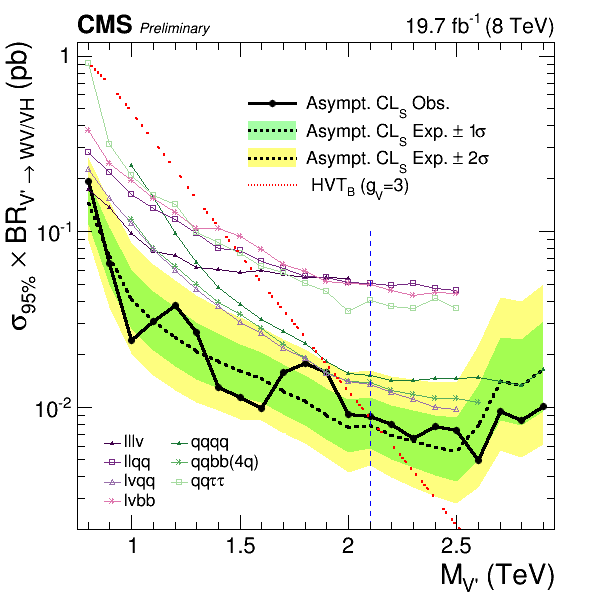 CMS Preliminary 19.7 fb⁻¹ (8 TeV)
σ95% × BRV' → WV/VH (pb)
1
10⁻¹
10⁻²
Asympt. CLS Obs.
Asympt. CLS Exp. ± 1σ
Asympt. CLS Exp. ± 2σ
HVTB (gV=3)
lllν qqqq
llqq qqbb(4q)
lνqq qqττ
lνbb
1 1.5 2 2.5
MV' (TeV)